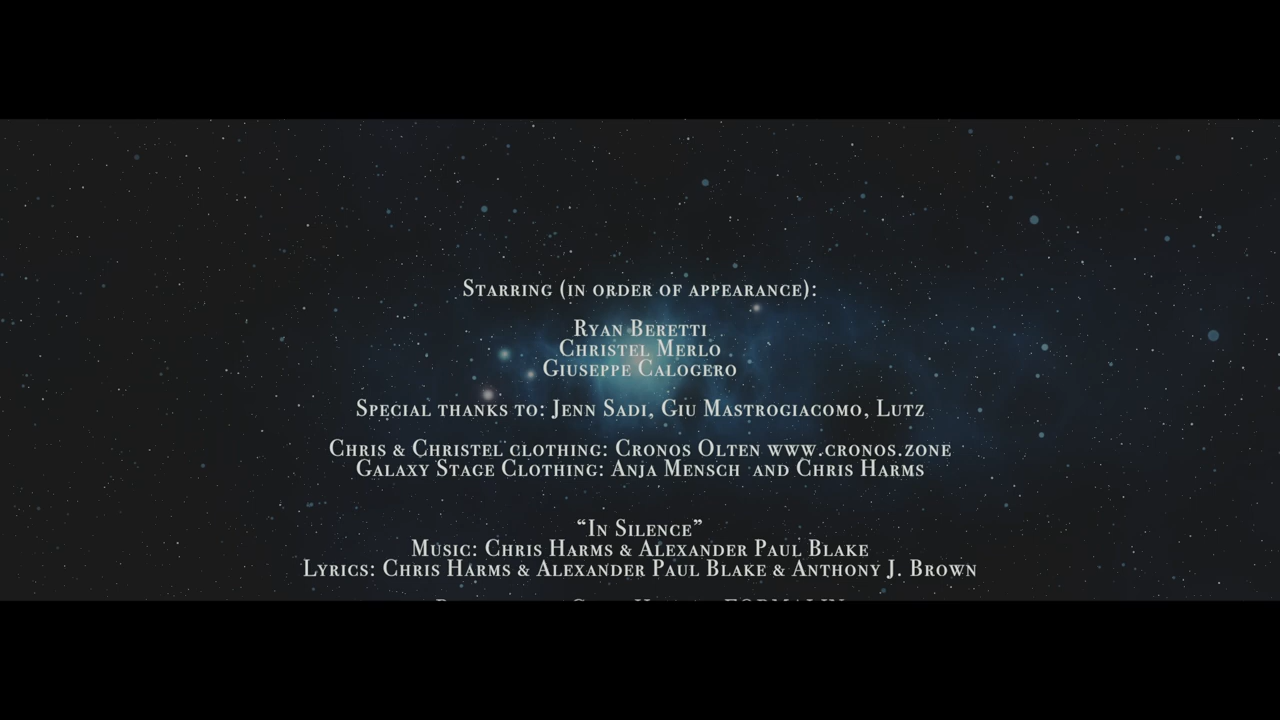 Starring (in order of appearance):
Ryan Beretti
Christel Merlo
Giuseppe Calogero
Special thanks to: Jenn Sadi, Giu Mastrogiacomo, Lutz
Chris & Christel clothing: Cronos Olten www.cronos.zone
Galaxy Stage Clothing: Anja Mensch and Chris Harms
“In Silence”
Music: Chris Harms & Alexander Paul Blake
Lyrics: Chris Harms & Alexander Paul Blake & Anthony J. Brown